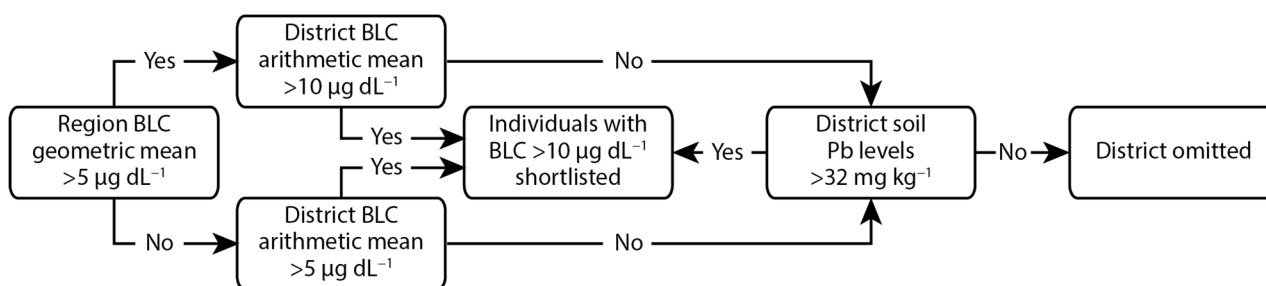 Region BLC
geometric mean
>5 µg dL⁻¹
Yes
No
District BLC
arithmetic mean
>10 µg dL⁻¹
No
Yes
Yes
District BLC
arithmetic mean
>5 µg dL⁻¹
No
Individuals with
BLC >10 µg dL⁻¹
shortlisted
Yes
District soil
Pb levels
>32 mg kg⁻¹
No
District omitted